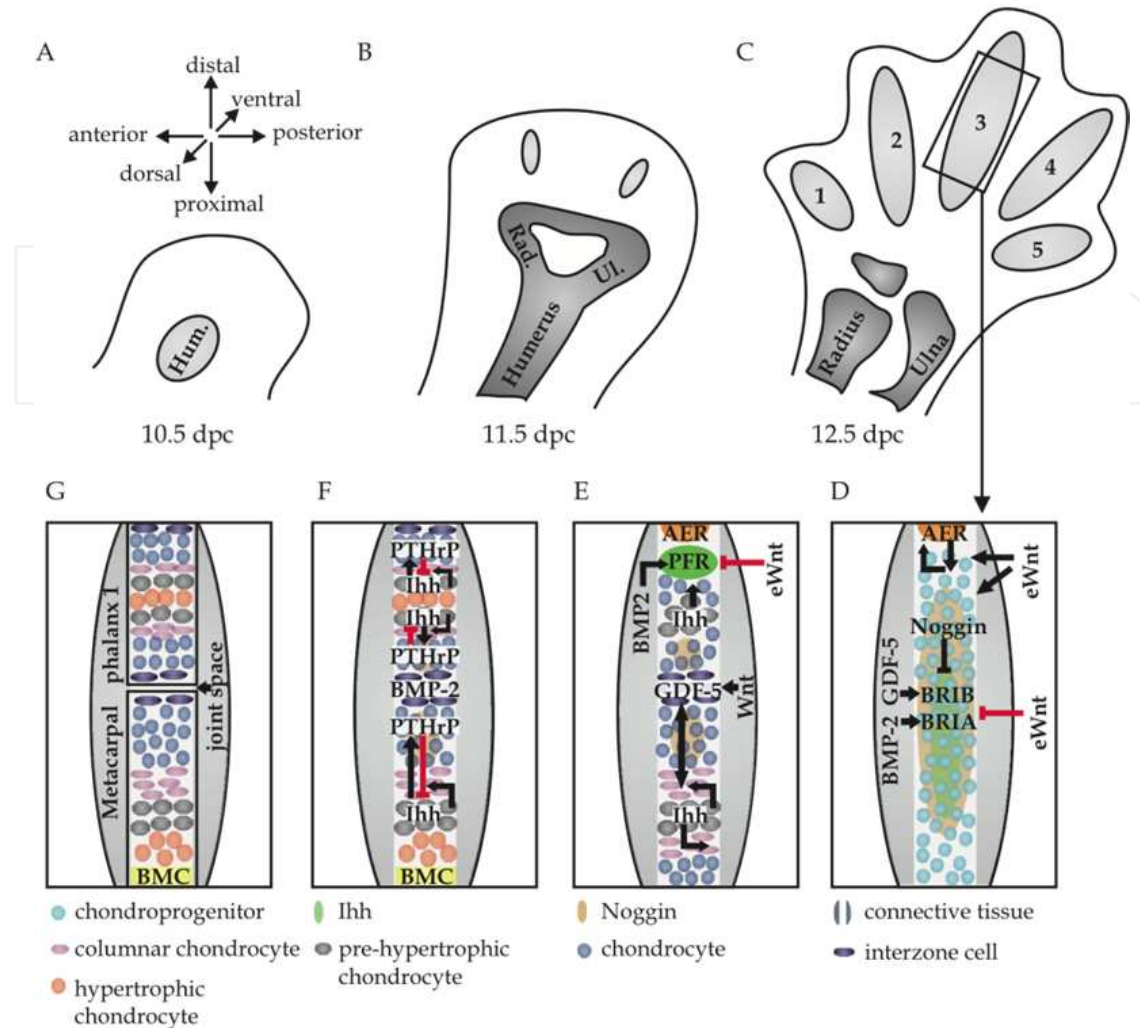 A
B
C
distal
ventral
anterior
posterior
dorsal
proximal
Hum.
10.5 dpc
Rad.
Ul.
Humerus
11.5 dpc
1
2
3
4
5
Radius
Ulna
12.5 dpc
G
F
E
D
phalanx 1
Metacarpal
joint space
BMC
PTHrP
Ihh
Ihh
PTHrP
BMP-2
PTHrP
Ihh
BMC
AER
PFR
eWnt
BMP2
Ihh
GDF-5
Wnt
Ihh
AER
eWnt
Noggin
GDF-5
BRIB
BMP-2
BRIA
eWnt
chondroprogenitor
Ihh
Noggin
connective tissue
columnar chondrocyte
pre-hypertrophic
chondrocyte
chondrocyte
interzone cell
hypertrophic
chondrocyte